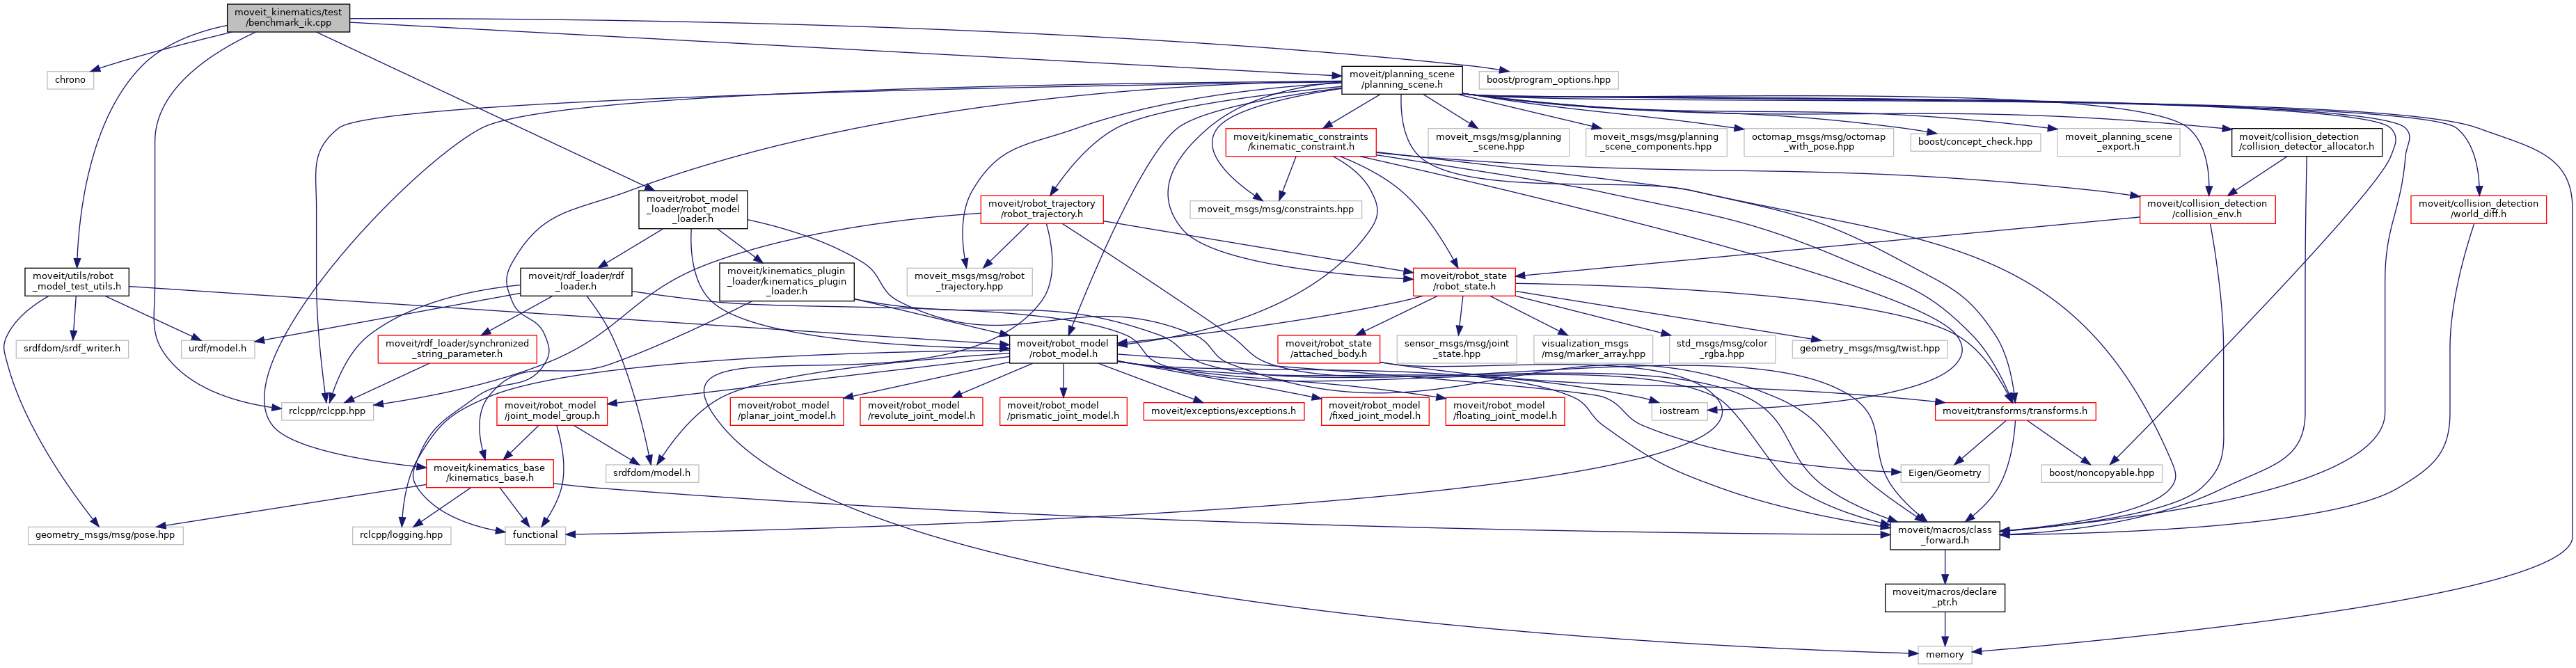 moveit_kinematics/test
/benchmark_ik.cpp
chrono
moveit/planning_scene
/planning_scene.h
boost/program_options.hpp
moveit/kinematic_constraints
/kinematic_constraint.h
moveit_msgs/msg/planning
_scene.hpp
moveit_msgs/msg/planning
_scene_components.hpp
octomap_msgs/msg/octomap
_with_pose.hpp
boost/concept_check.hpp
moveit_planning_scene
_export.h
moveit/collision_detection
/collision_detector_allocator.h
moveit/robot_model
_loader/robot_model
_loader.h
moveit/robot_trajectory
/robot_trajectory.h
moveit_msgs/msg/constraints.hpp
moveit/collision_detection
/collision_env.h
moveit/collision_detection
/world_diff.h
moveit/utils/robot
_model_test_utils.h
moveit/rdf_loader/rdf
_loader.h
moveit/kinematics_plugin
_loader/kinematics_plugin
_loader.h
moveit_msgs/msg/robot
_trajectory.hpp
moveit/robot_state
/robot_state.h
srdfdom/srdf_writer.h
urdf/model.h
moveit/rdf_loader/synchronized
_string_parameter.h
moveit/robot_model
/robot_model.h
moveit/robot_state
/attached_body.h
sensor_msgs/msg/joint
_state.hpp
visualization_msgs
/msg/marker_array.hpp
std_msgs/msg/color
_rgba.hpp
geometry_msgs/msg/twist.hpp
rclcpp/rclcpp.hpp
moveit/robot_model
/joint_model_group.h
moveit/robot_model
/planar_joint_model.h
moveit/robot_model
/revolute_joint_model.h
moveit/robot_model
/prismatic_joint_model.h
moveit/exceptions/exceptions.h
moveit/robot_model
/fixed_joint_model.h
moveit/robot_model
/floating_joint_model.h
iostream
moveit/transforms/transforms.h
moveit/kinematics_base
/kinematics_base.h
srdfdom/model.h
Eigen/Geometry
boost/noncopyable.hpp
geometry_msgs/msg/pose.hpp
rclcpp/logging.hpp
functional
moveit/macros/class
_forward.h
moveit/macros/declare
_ptr.h
memory